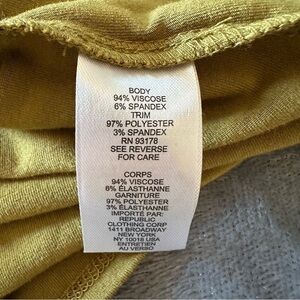 BODY
94% VISCOSE
6% SPANDEX
TRIM
97% POLYESTER
3% SPANDEX
RN 93178
SEE REVERSE
FOR CARE
CORPS
94% VISCOSE
6% ÉLASTHANNE
GARNITURE
97% POLYESTER
3% ÉLASTHANNE
IMPORTÉ PAR:
REPUBLIC
CLOTHING CORP
1411 BROADWAY
NEW YORK
NY 10018 USA
ENTRETIEN
AU VERSO